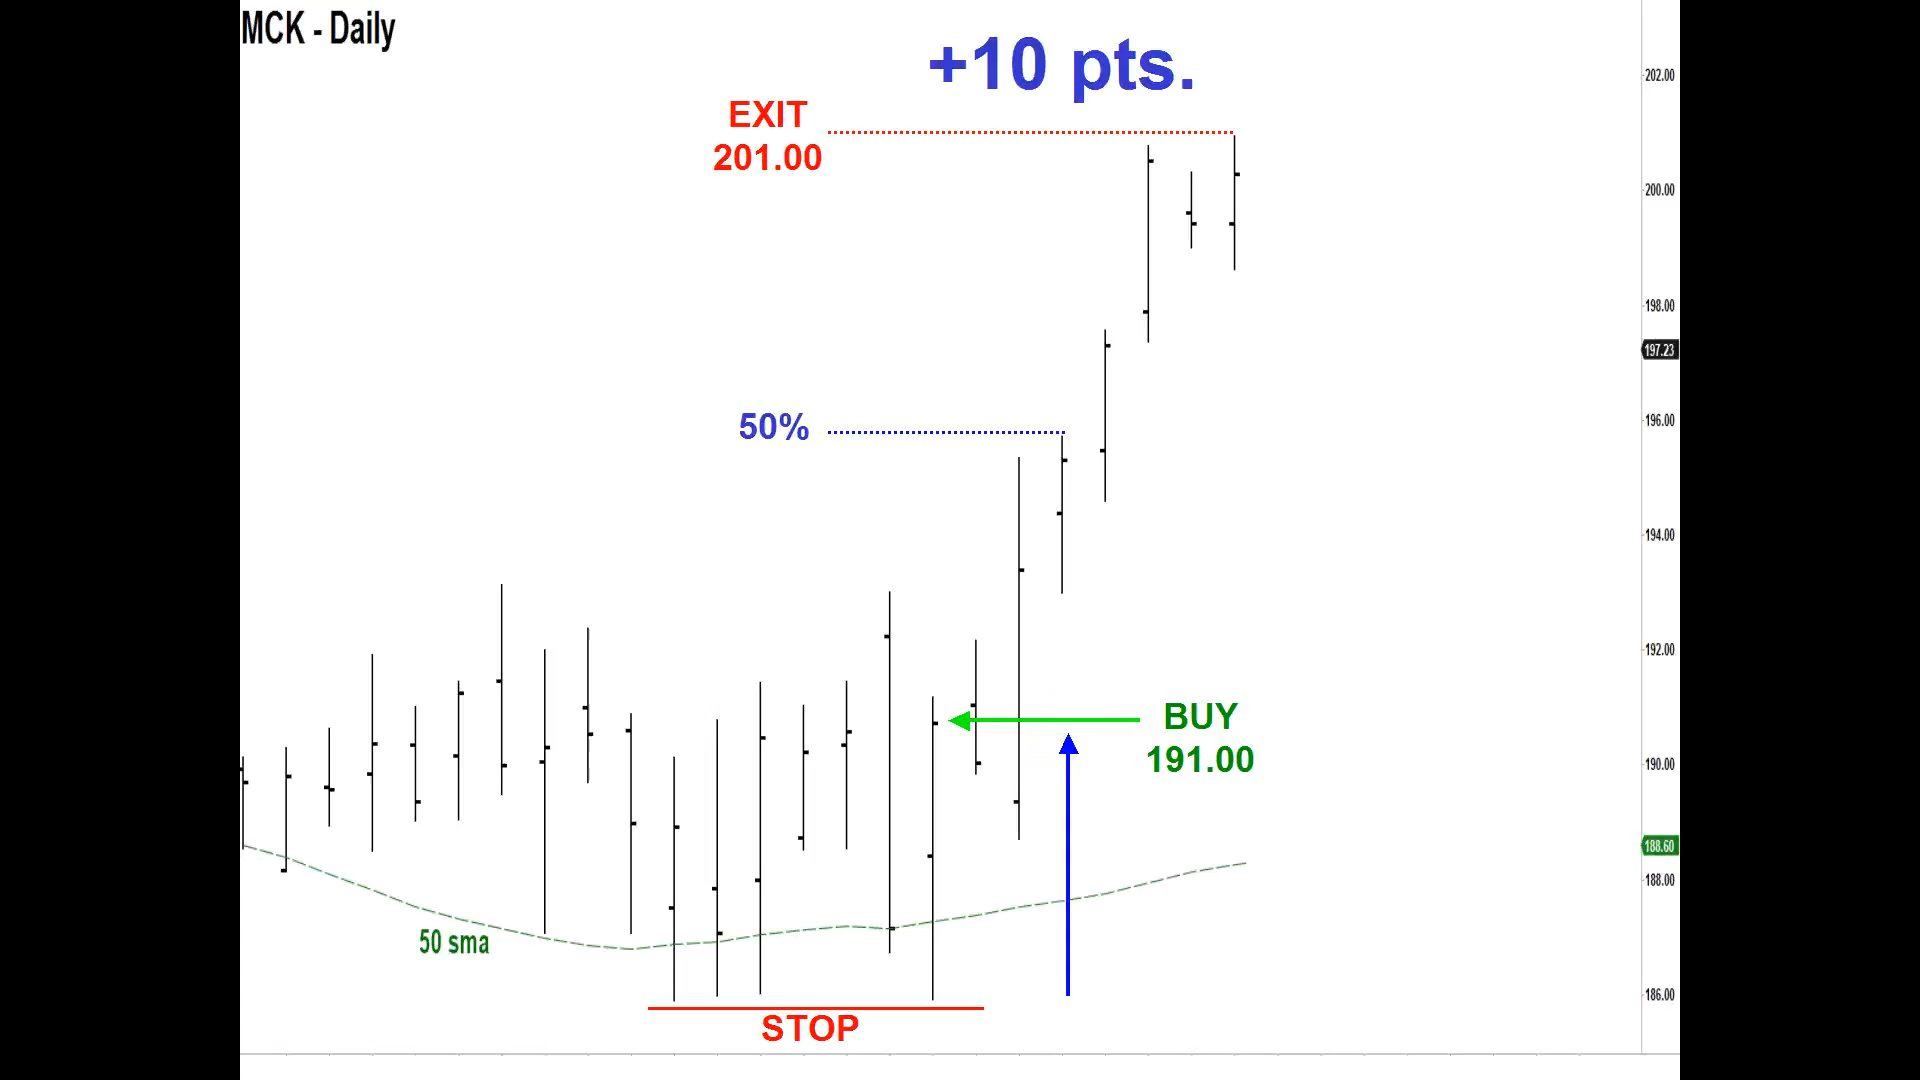 MCK - Daily
+10 pts.
EXIT
201.00
50%
BUY
191.00
50 sma
STOP
202.00
200.00
198.00
197.23
196.00
194.00
192.00
190.00
188.60
188.00
186.00